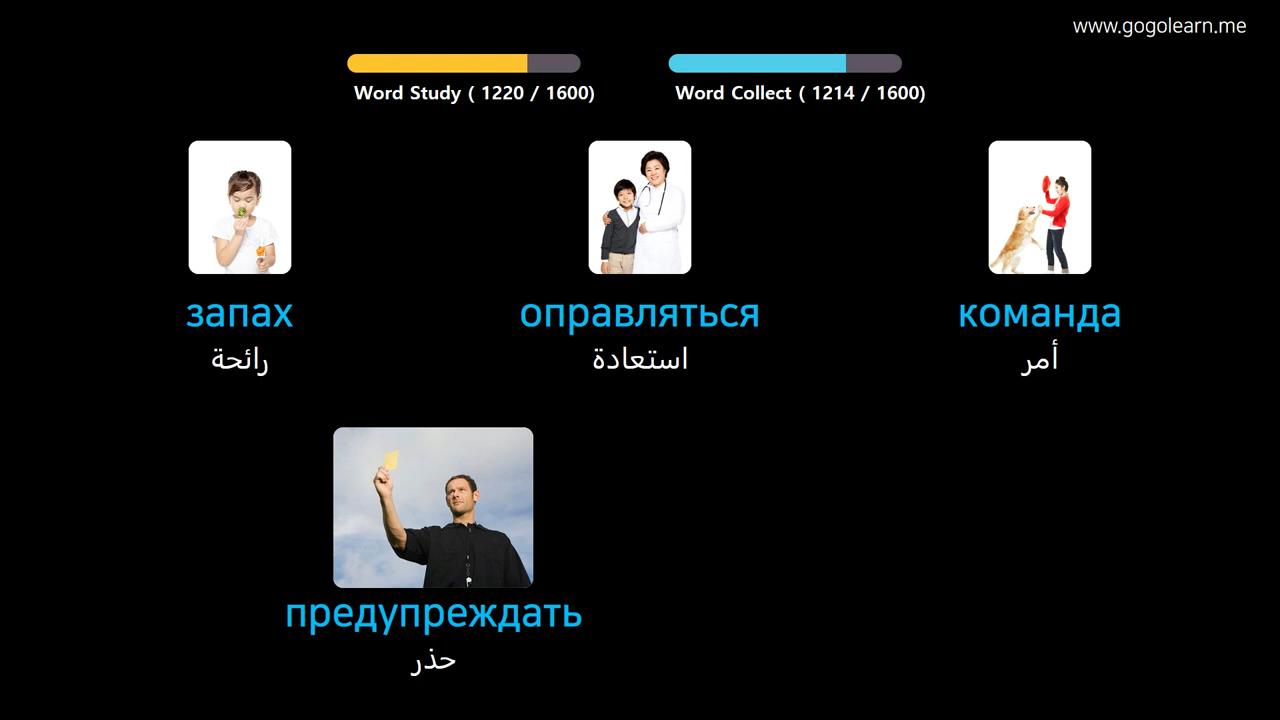 www.gogolearn.me
Word Study ( 1220 / 1600)
Word Collect ( 1214 / 1600)
запах
رائحة
оправляться
استعادة
команда
أمر
предупреждать
حذر